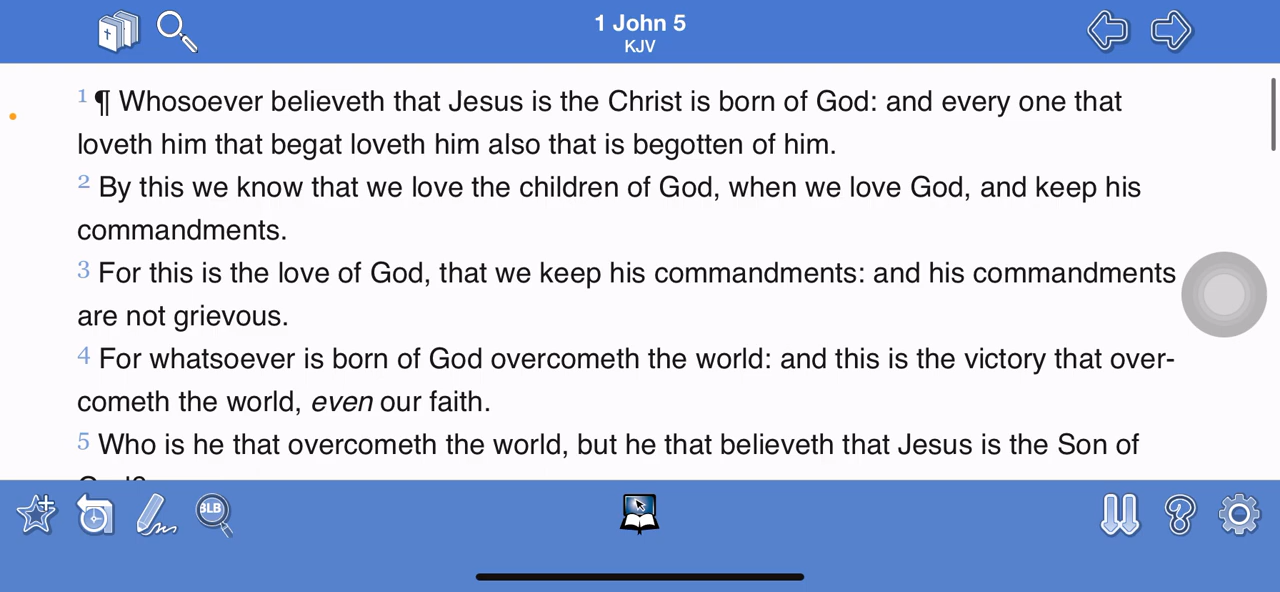 1 John 5
KJV
1 ¶ Whosoever believeth that Jesus is the Christ is born of God: and every one that
loveth him that begat loveth him also that is begotten of him.
2 By this we know that we love the children of God, when we love God, and keep his
commandments.
3 For this is the love of God, that we keep his commandments: and his commandments
are not grievous.
4 For whatsoever is born of God overcometh the world: and this is the victory that over-
cometh the world, even our faith.
5 Who is he that overcometh the world, but he that believeth that Jesus is the Son of
BLB